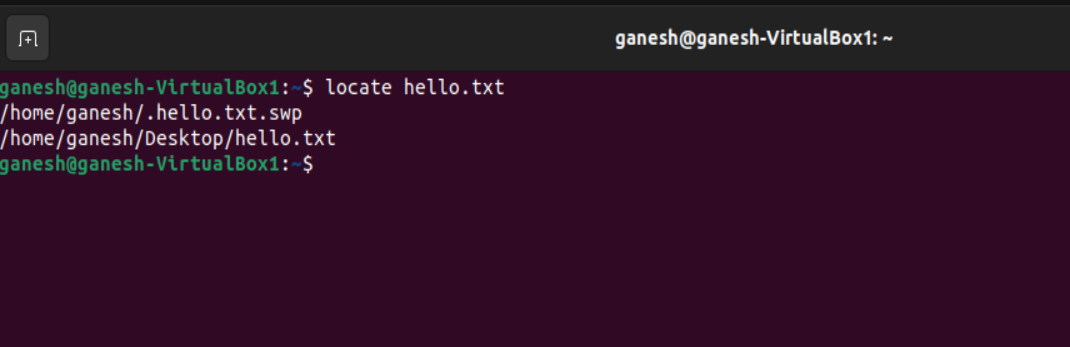 ganesh@ganesh-VirtualBox1: ~
ganesh@ganesh-VirtualBox1:~$ locate hello.txt
/home/ganesh/.hello.txt.swp
/home/ganesh/Desktop/hello.txt
ganesh@ganesh-VirtualBox1:~$